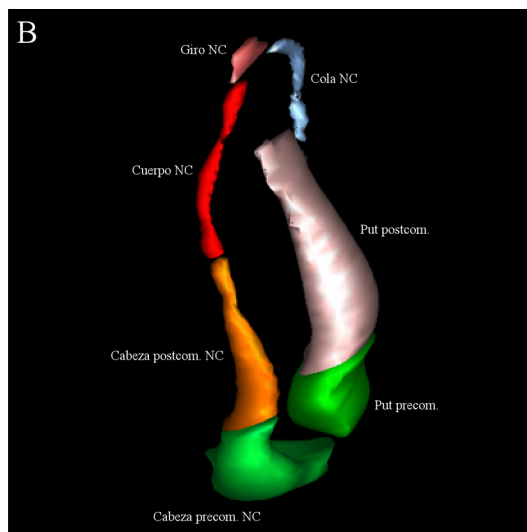 B
Giro NC
Cola NC
Cuerpo NC
Put postcom.
Cabeza postcom. NC
Put precom.
Cabeza precom. NC